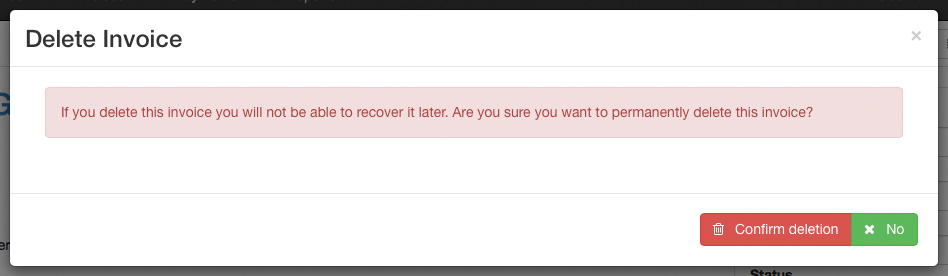 Delete Invoice
×
If you delete this invoice you will not be able to recover it later. Are you sure you want to permanently delete this invoice?
Confirm deletion
No
Status